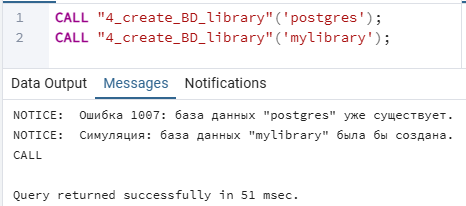 1 CALL "4_create_BD_library"('postgres');
2 CALL "4_create_BD_library"('mylibrary');
Data Output Messages Notifications
NOTICE: Ошибка 1007: база данных "postgres" уже существует.
NOTICE: Симуляция: база данных "mylibrary" была бы создана.
CALL
Query returned successfully in 51 msec.